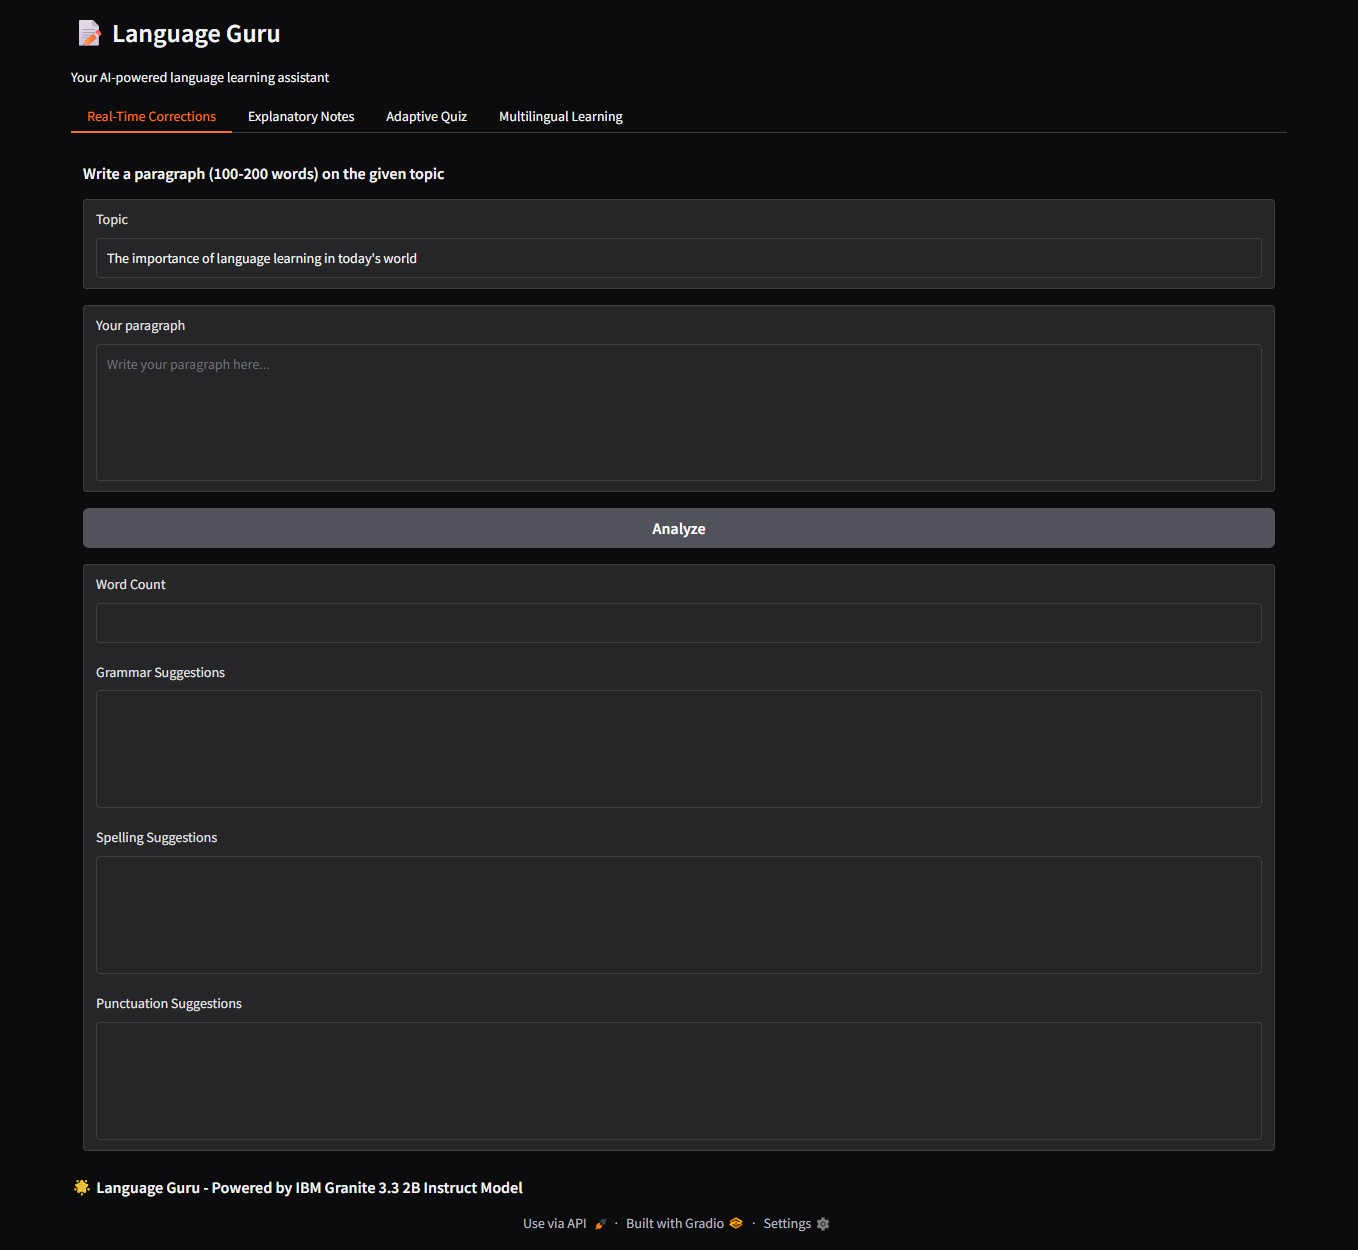 Language Guru
Your AI-powered language learning assistant
Real-Time Corrections Explanatory Notes Adaptive Quiz Multilingual Learning
Write a paragraph (100-200 words) on the given topic
Topic
The importance of language learning in today's world
Your paragraph
Write your paragraph here...
Analyze
Word Count
Grammar Suggestions
Spelling Suggestions
Punctuation Suggestions
Language Guru - Powered by IBM Granite 3.3 2B Instruct Model
Use via API · Built with Gradio · Settings